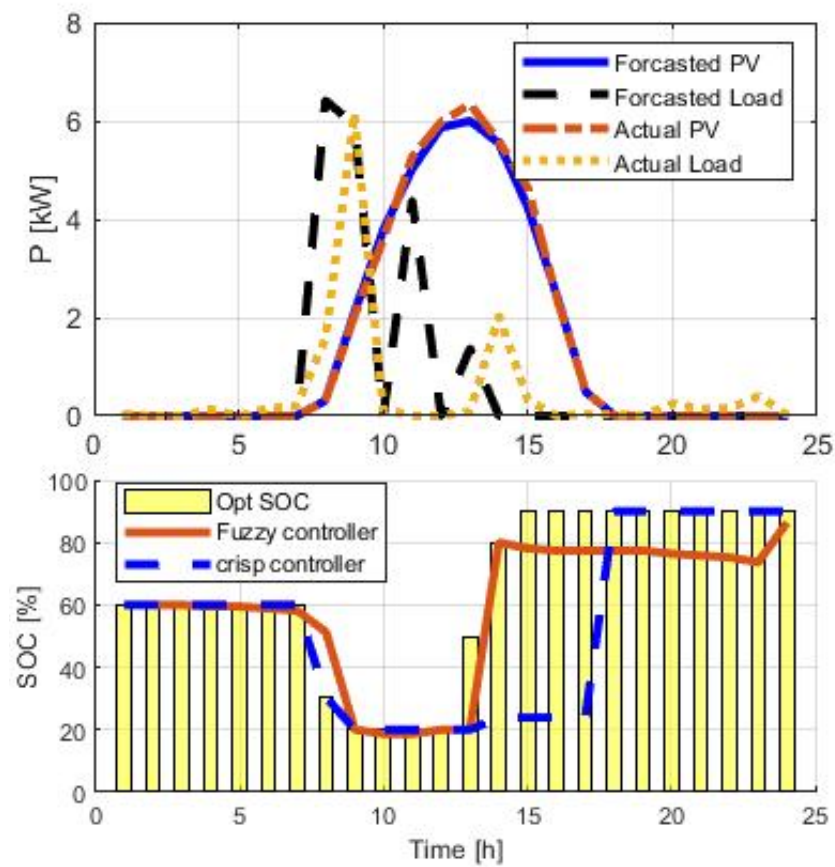 8
6
4
2
0
P [kW]
Forcasted PV
Forcasted Load
Actual PV
Actual Load
0 5 10 15 20 25
100
80
60
40
20
0
SOC [%]
Opt SOC
Fuzzy controller
crisp controller
0 5 10 15 20 25
Time [h]